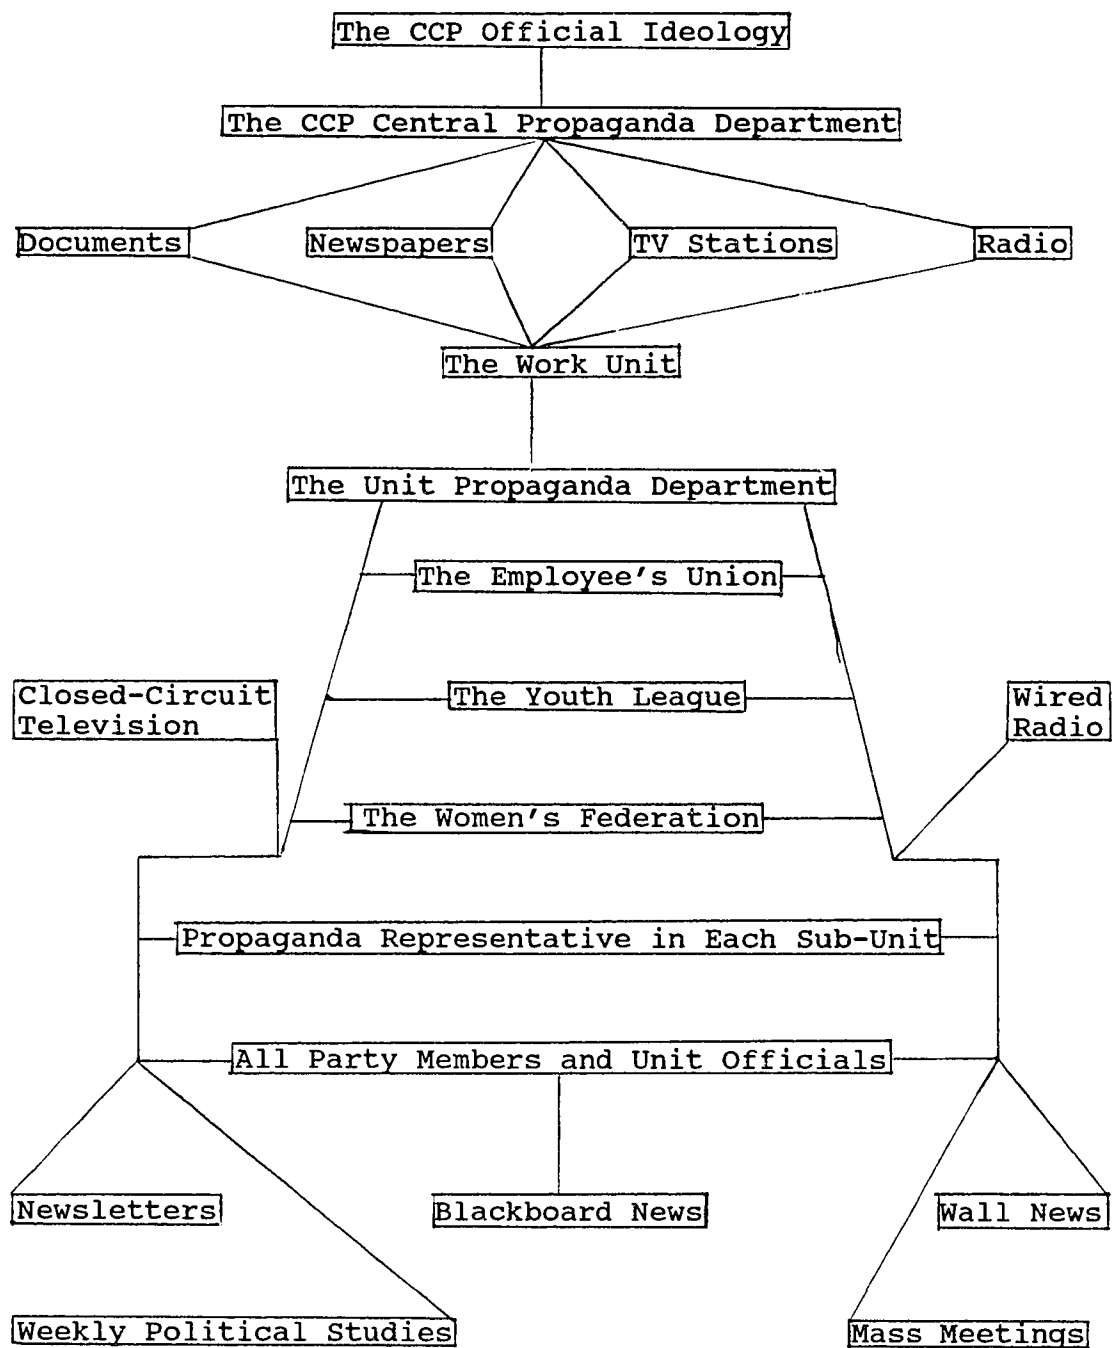 The CCP Official Ideology
The CCP Central Propaganda Department
Documents
Newspapers
TV Stations
Radio
The Work Unit
The Unit Propaganda Department
The Employee's Union
Closed-Circuit
Television
The Youth League
Wired
Radio
The Women's Federation
Propaganda Representative in Each Sub-Unit
All Party Members and Unit Officials
Newsletters
Blackboard News
Wall News
Weekly Political Studies
Mass Meetings